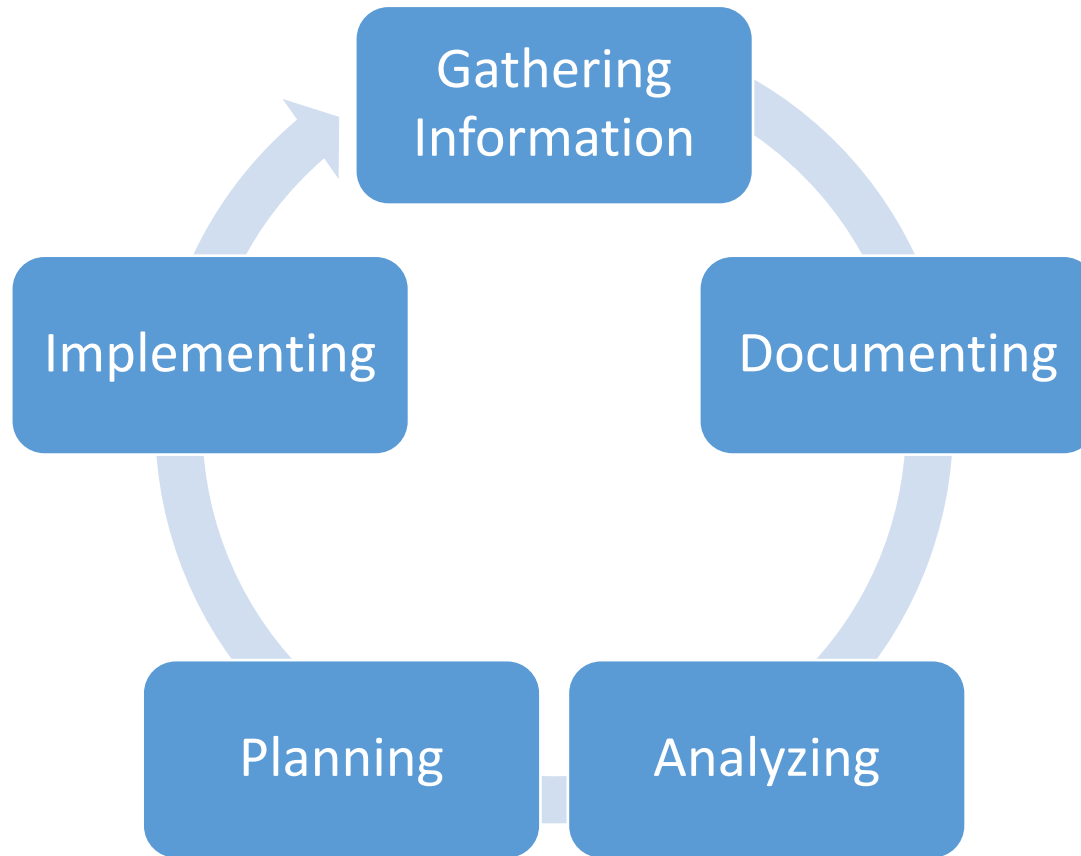 Gathering
Information
Documenting
Analyzing
Planning
Implementing